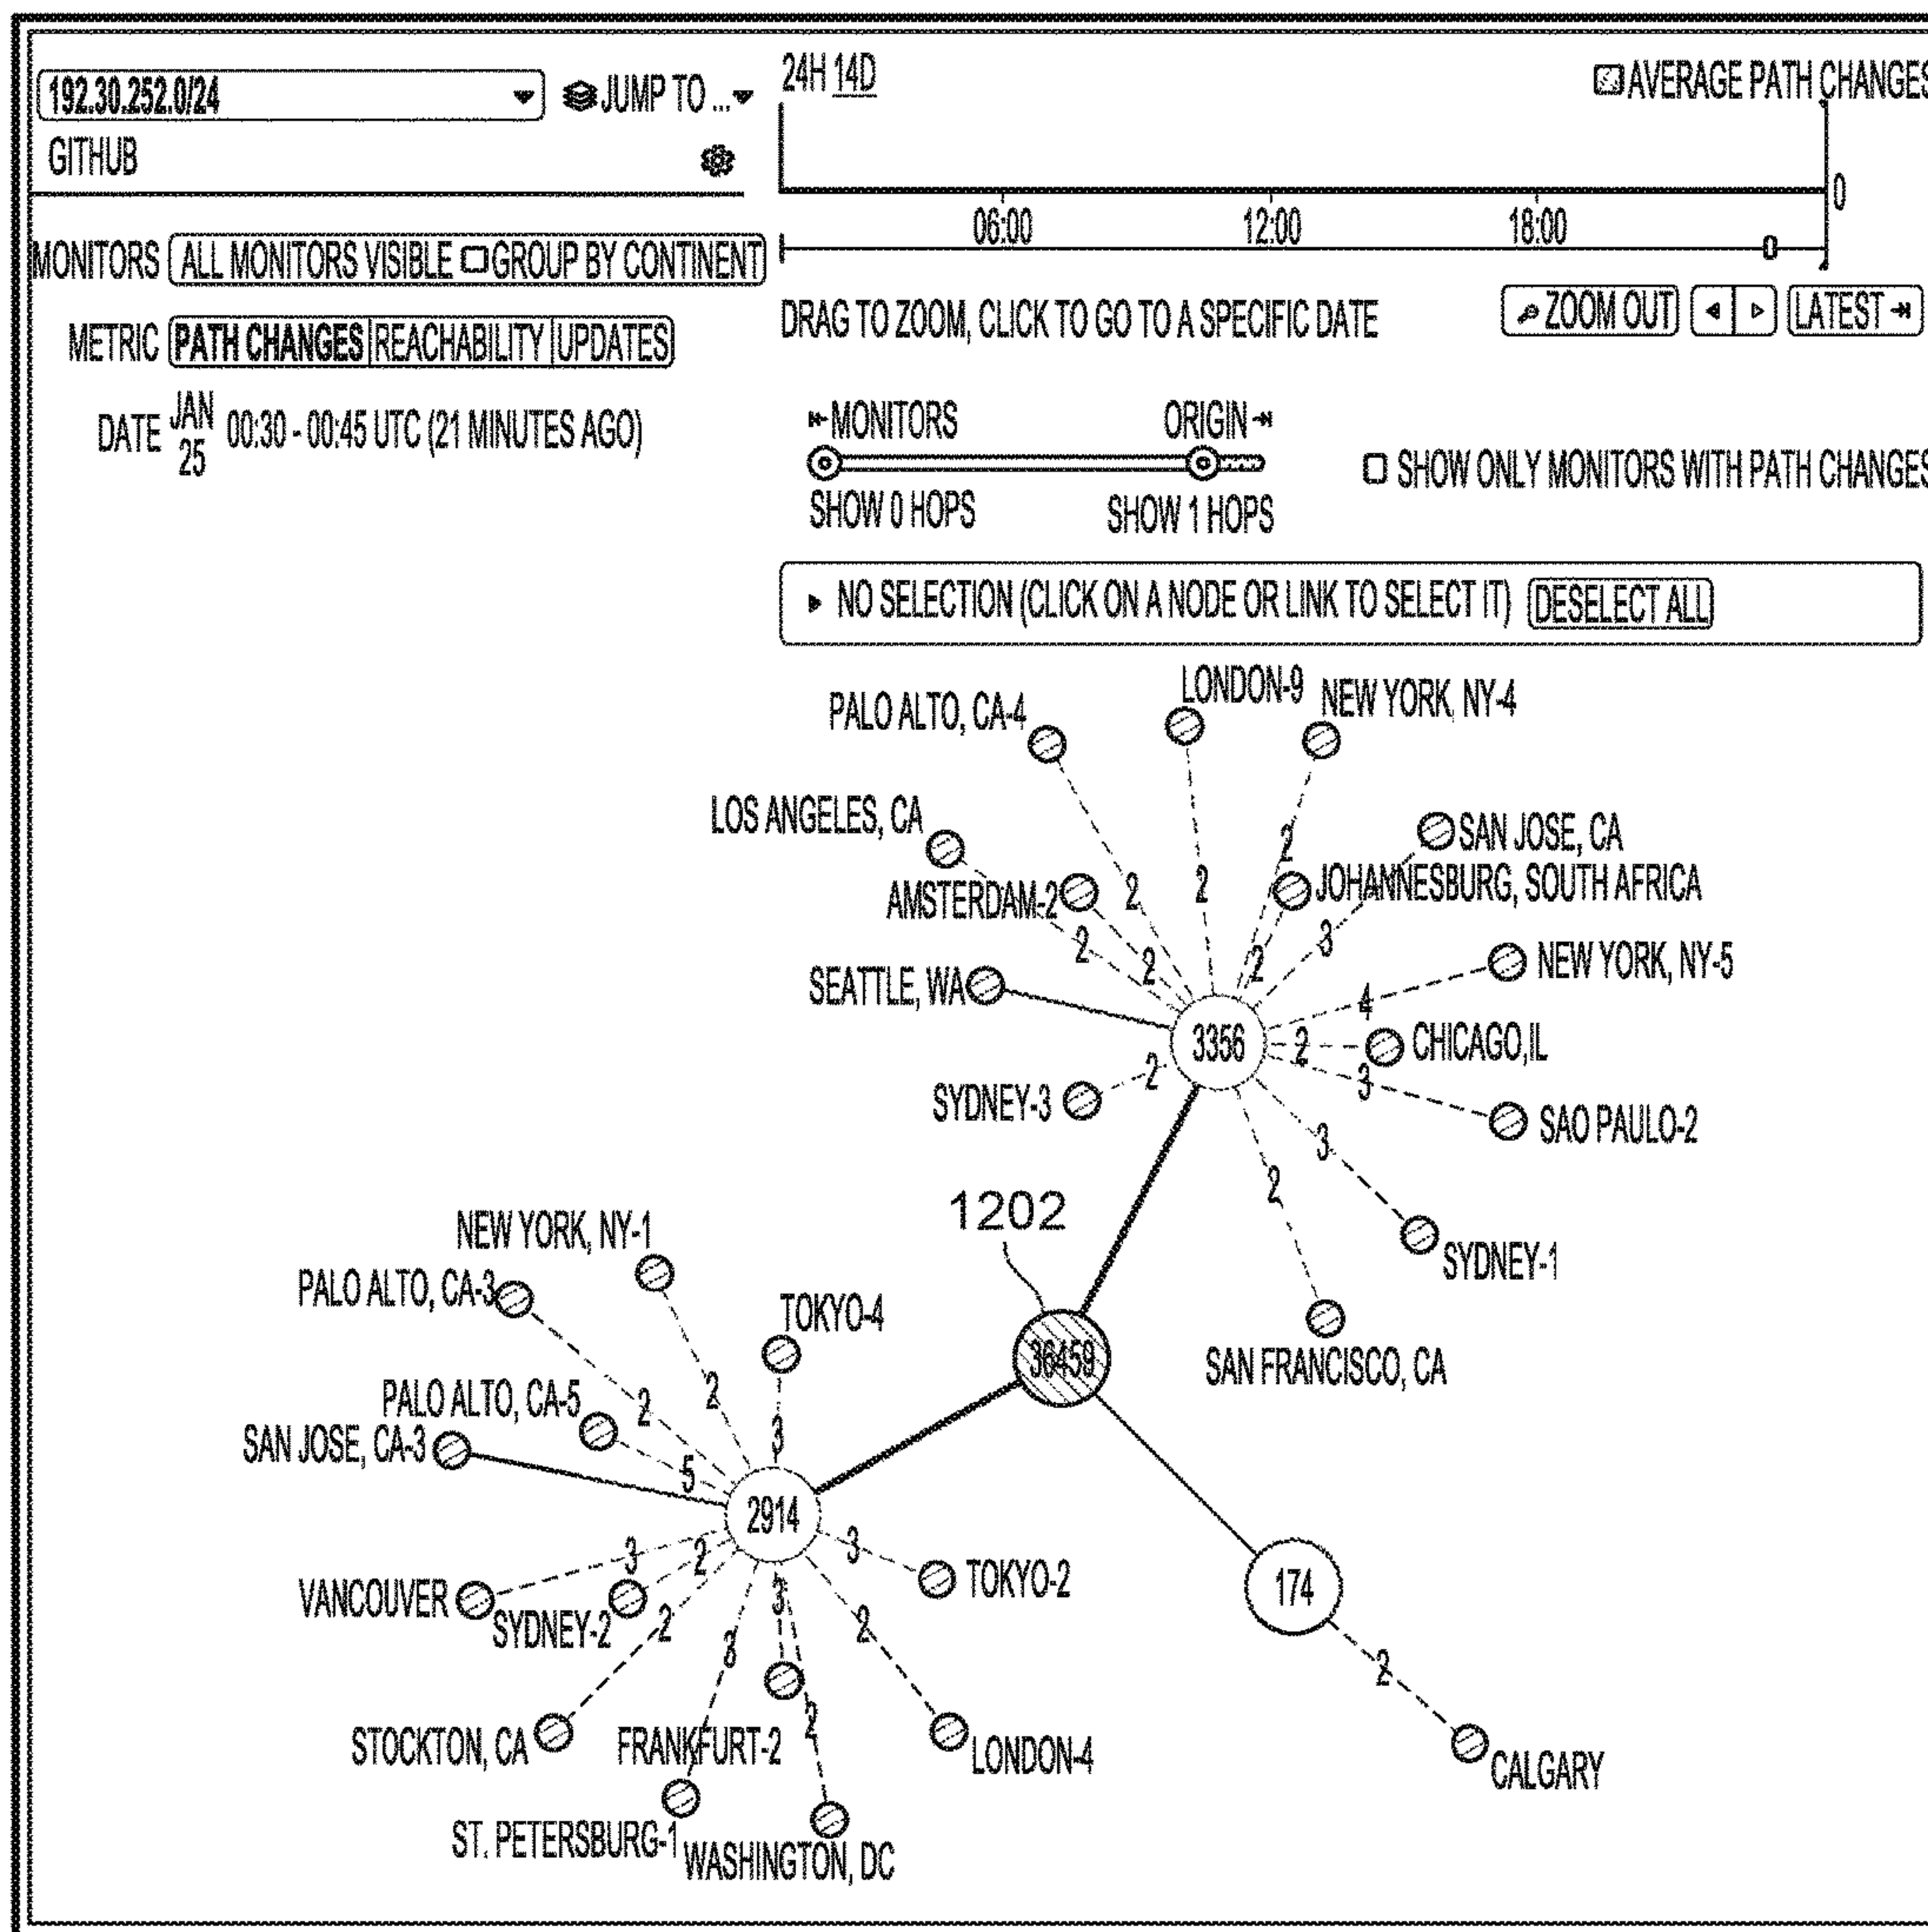 192.30.252.0/24
JUMP TO ...
GITHUB
24H 14D
AVERAGE PATH CHANGES
0
06:00 12:00 18:00
0
MONITORS ALL MONITORS VISIBLE GROUP BY CONTINENT
METRIC PATH CHANGES REACHABILITY UPDATES
DATE JAN 25 00:30 - 00:45 UTC (21 MINUTES AGO)
DRAG TO ZOOM, CLICK TO GO TO A SPECIFIC DATE
ZOOM OUT
LATEST
MONITORS ORIGIN
SHOW 0 HOPS SHOW 1 HOPS
SHOW ONLY MONITORS WITH PATH CHANGES
NO SELECTION (CLICK ON A NODE OR LINK TO SELECT IT) DESELECT ALL
LONDON-9
PALO ALTO, CA-4
NEW YORK, NY-4
LOS ANGELES, CA
2
SAN JOSE, CA
AMSTERDAM-2
2
2
JOHANNESBURG, SOUTH AFRICA
2
2
2
3
SEATTLE, WA
NEW YORK, NY-5
4
3356
2
CHICAGO,IL
SYDNEY-3
2
3
SAO PAULO-2
3
2
1202
SYDNEY-1
NEW YORK, NY-1
PALO ALTO, CA-3
TOKYO-4
36459
SAN FRANCISCO, CA
PALO ALTO, CA-5
2
2
SAN JOSE, CA-3
3
5
2914
3
2
3
TOKYO-2
174
VANCOUVER
SYDNEY-2
3
2
2
3
2
2
STOCKTON, CA
FRANKFURT-2
2
LONDON-4
CALGARY
ST. PETERSBURG-1
WASHINGTON, DC